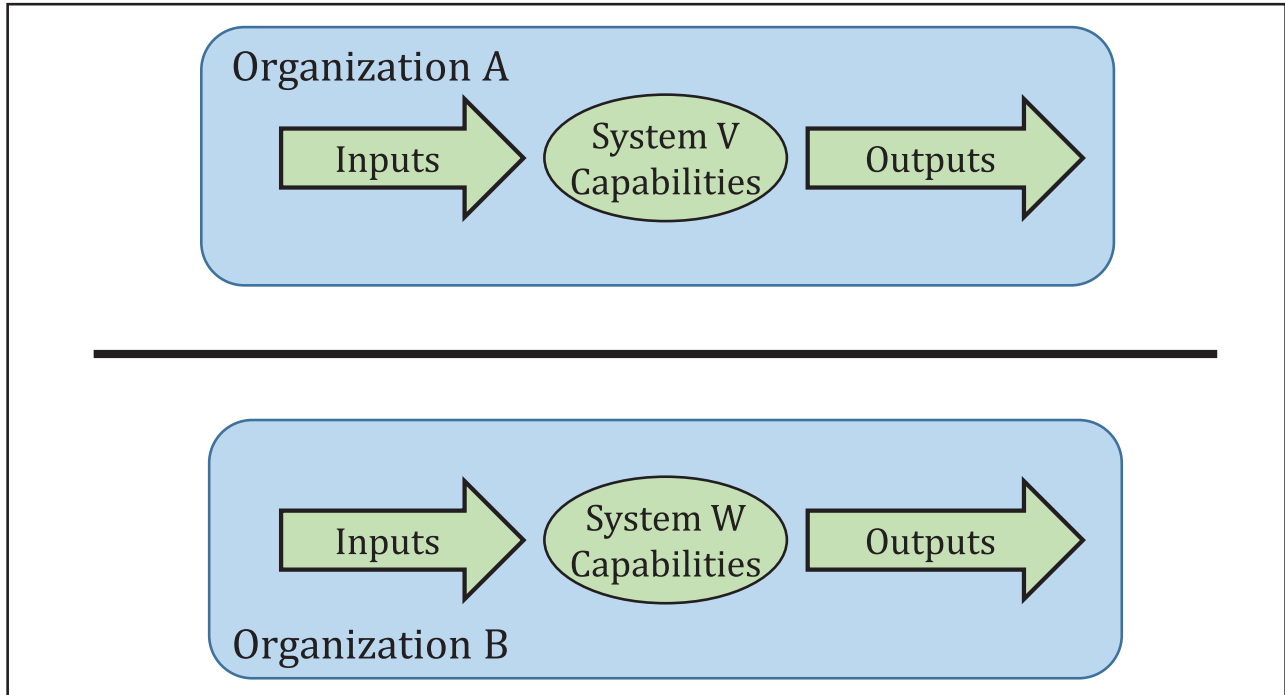 Organization A
Inputs
System V
Capabilities
Outputs
Inputs
System W
Capabilities
Outputs
Organization B